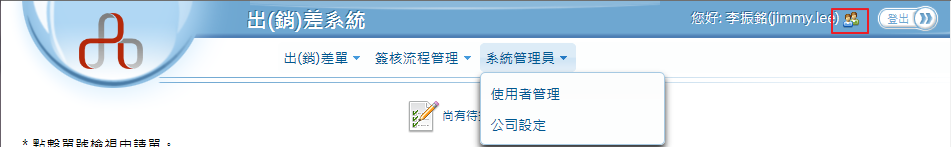 出(銷)差系統
您好: 李振銘(jimmy.lee)
登出
出(銷)差單
簽核流程管理
系統管理員
使用者管理
公司設定
尚有待
* 點擊單號檢視申請單。